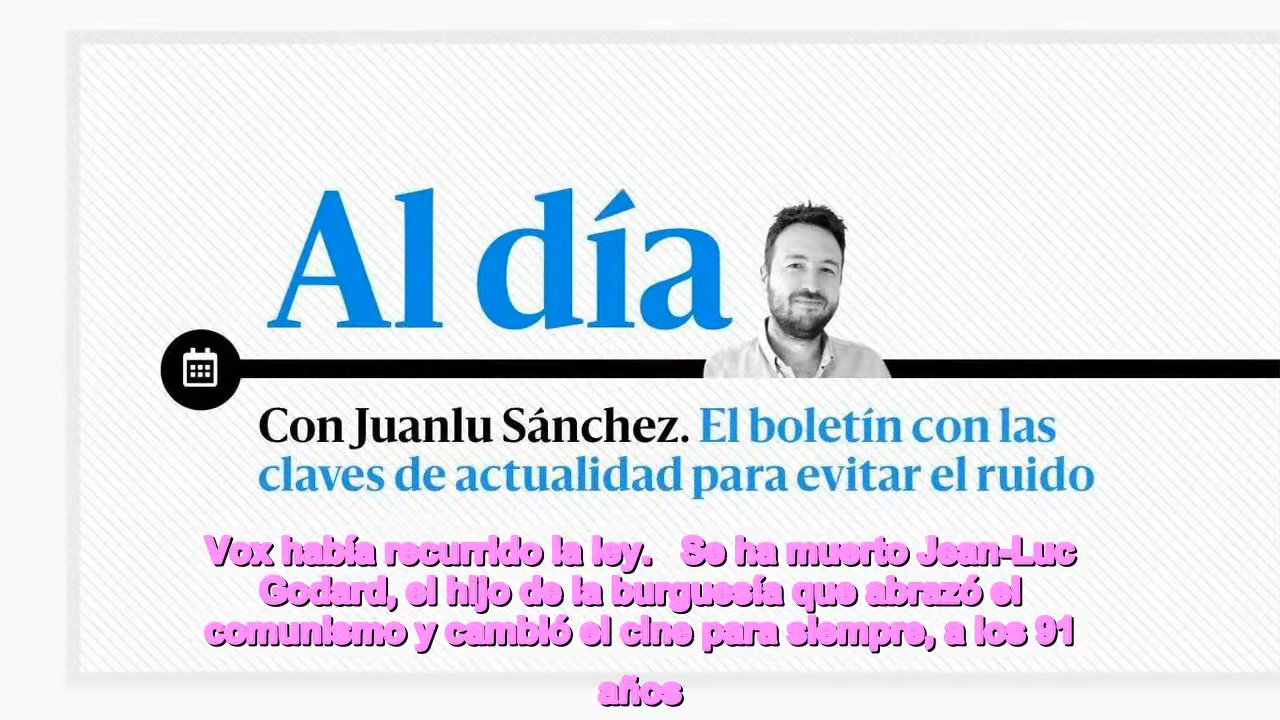 Al día
Con Juanlu Sánchez. El boletín con las
claves de actualidad para evitar el ruido
Vox había recurrido la ley. Se ha muerto Jean-Luc
Godard, el hijo de la burguesía que abrazó el
comunismo y cambió el cine para siempre, a los 91
años